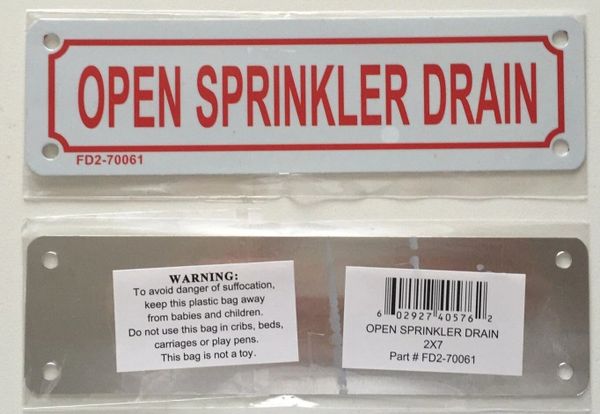 OPEN SPRINKLER DRAIN
FD2-70061
WARNING:
To avoid danger of suffocation,
keep this plastic bag away
from babies and children.
Do not use this bag in cribs, beds,
carriages or play pens.
This bag is not a toy.
6 02927 40576 2
OPEN SPRINKLER DRAIN
2X7
Part # FD2-70061